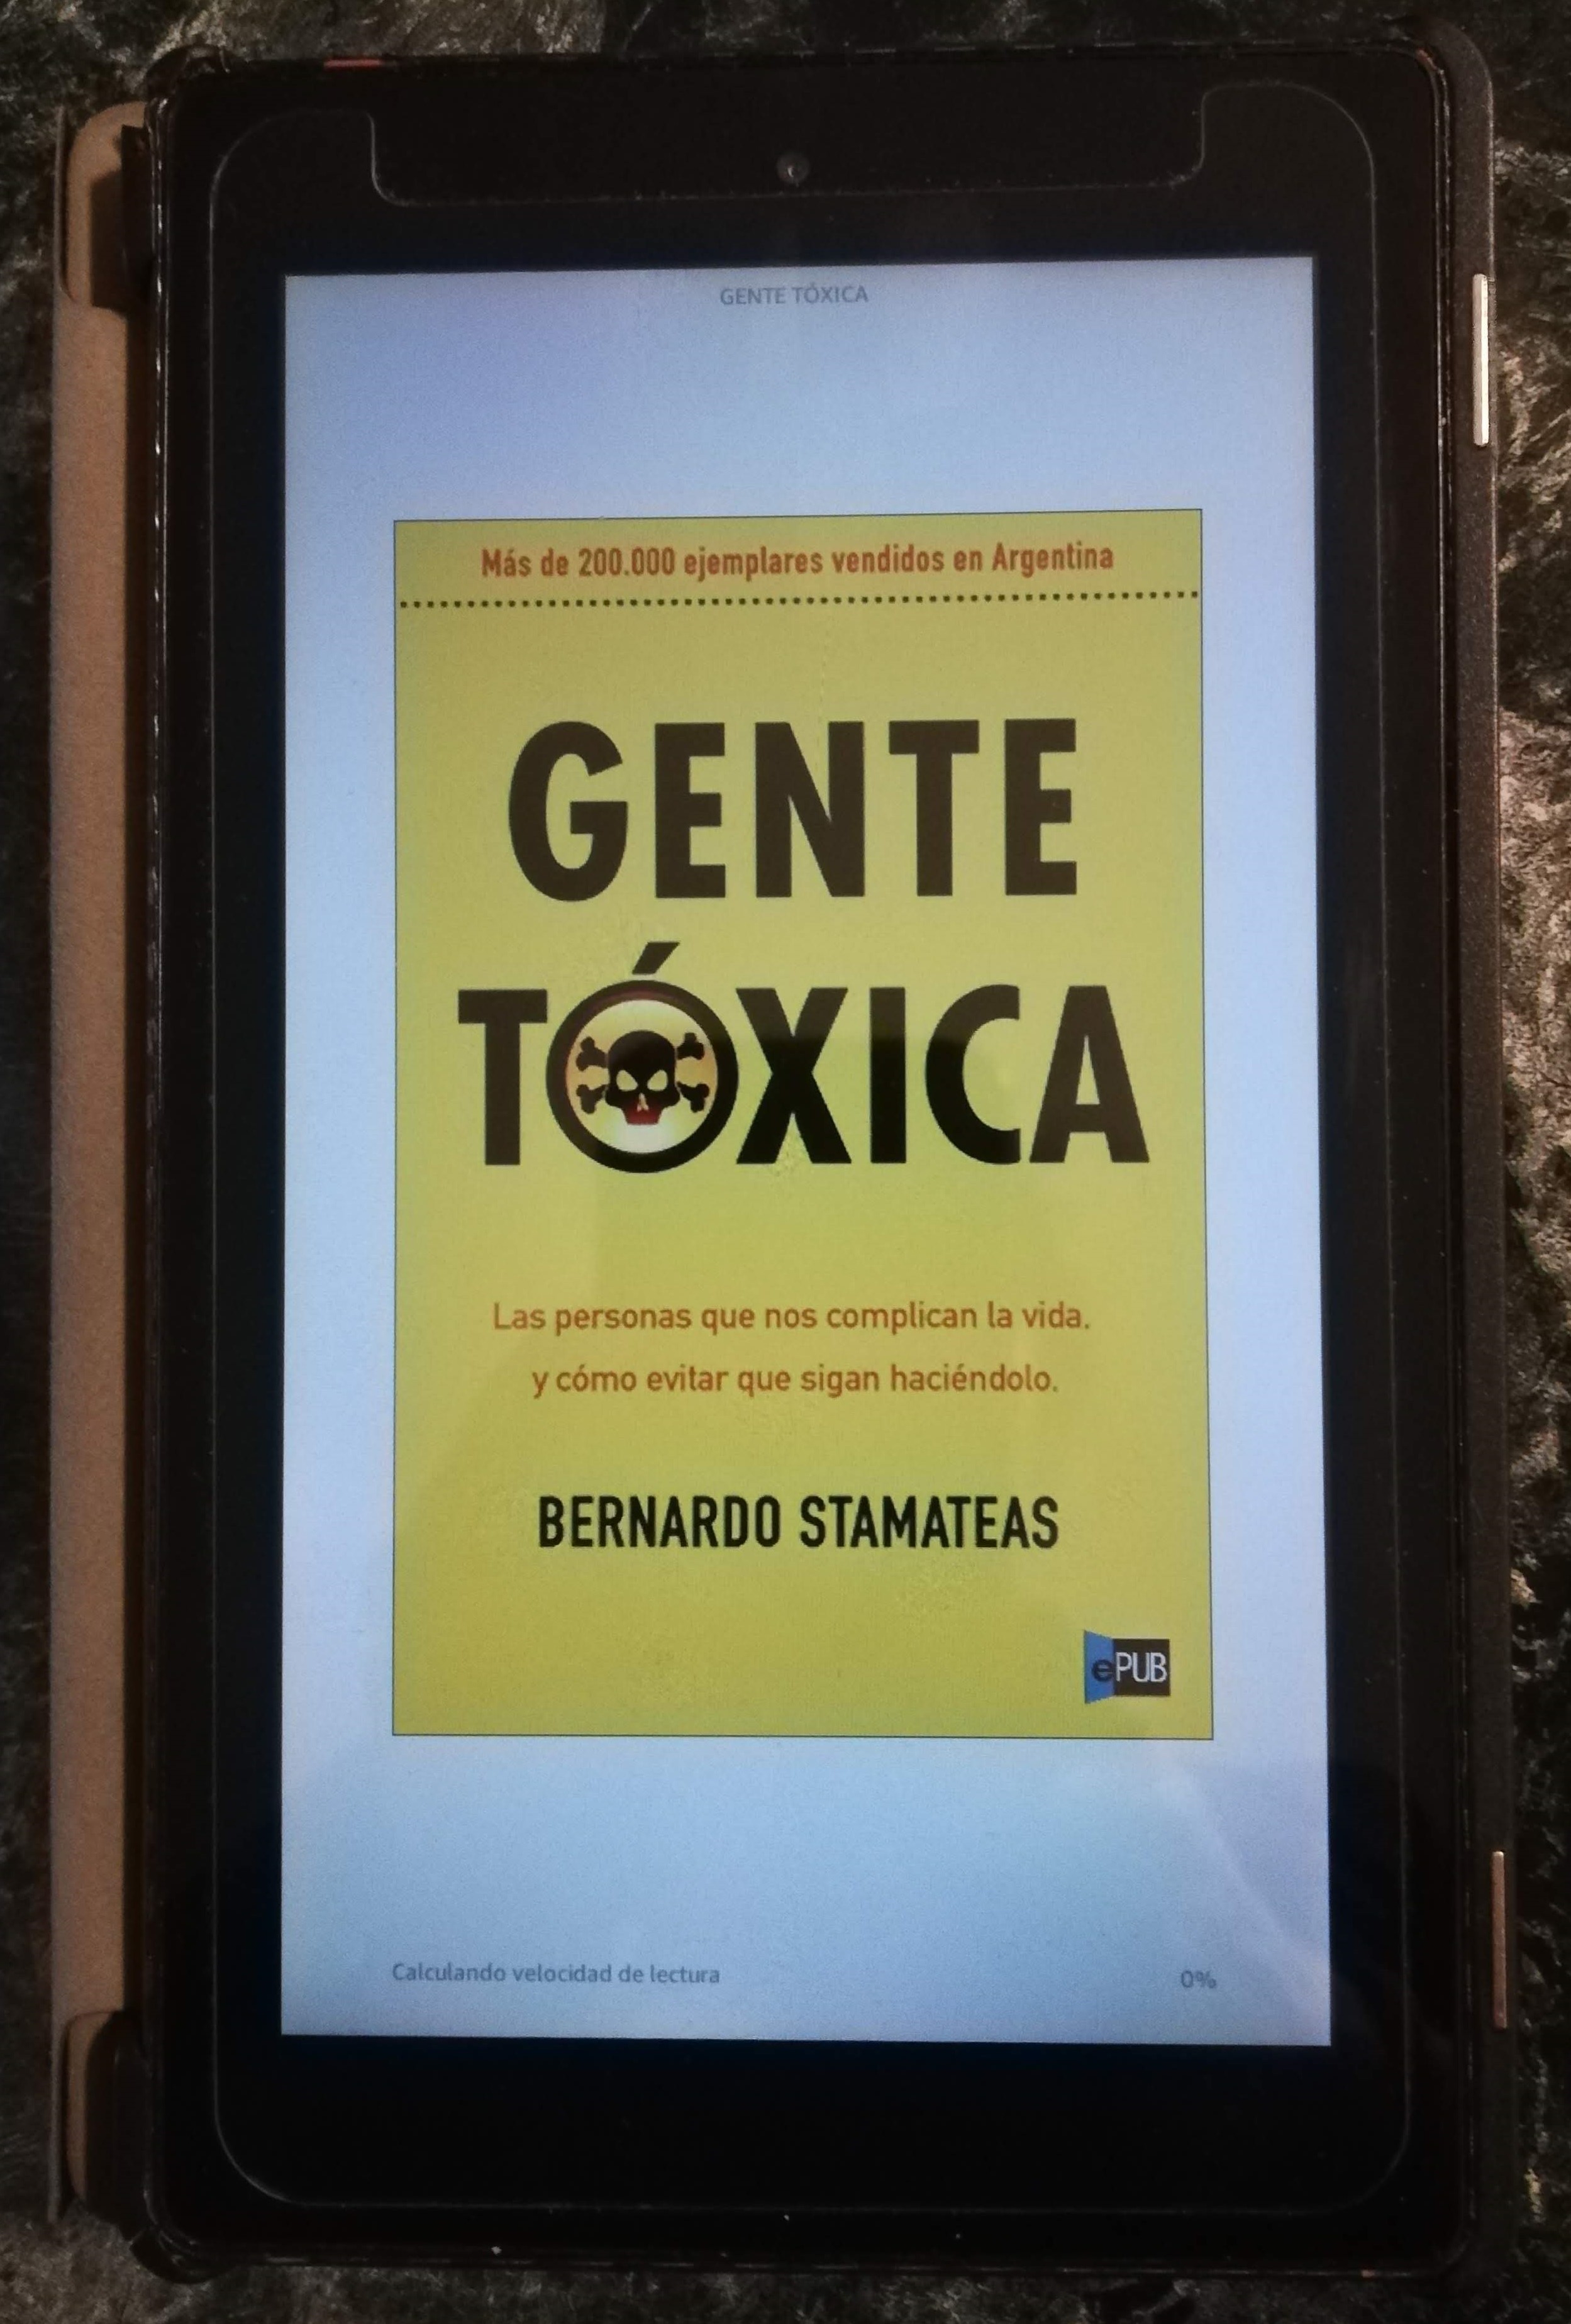 GENTE TÓXICA
Más de 200.000 ejemplares vendidos en Argentina
GENTE
TÓXICA
Las personas que nos complican la vida.
y cómo evitar que sigan haciéndolo.
BERNARDO STAMATEAS
ePUB
Calculando velocidad de lectura
0%